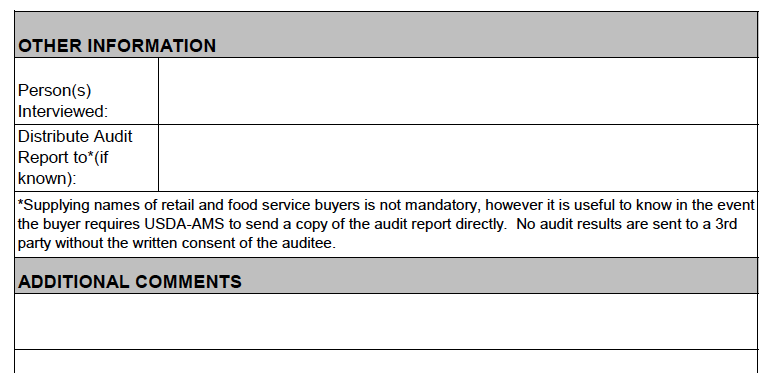 OTHER INFORMATION
Person(s)
Interviewed:
Distribute Audit
Report to*(if
known):
*Supplying names of retail and food service buyers is not mandatory, however it is useful to know in the event
the buyer requires USDA-AMS to send a copy of the audit report directly.  No audit results are sent to a 3rd
party without the written consent of the auditee.
ADDITIONAL COMMENTS